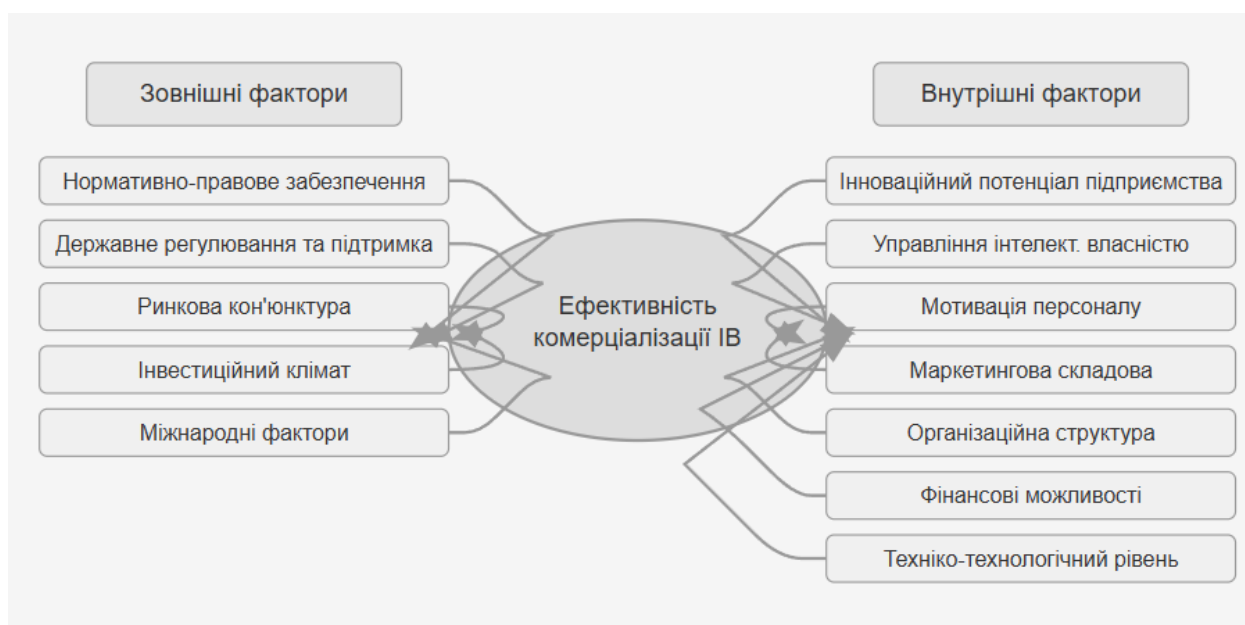 Зовнішні фактори
Нормативно-правове забезпечення
Державне регулювання та підтримка
Ринкова кон'юнктура
Інвестиційний клімат
Міжнародні фактори
Ефективність
комерціалізації ІВ
Внутрішні фактори
Інноваційний потенціал підприємства
Управління інтелект. власністю
Мотивація персоналу
Маркетингова складова
Організаційна структура
Фінансові можливості
Техніко-технологічний рівень